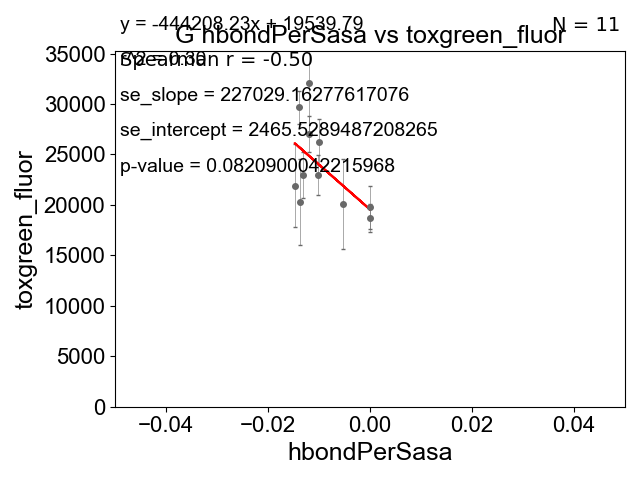 y = -444208.23x + 19539.79
N = 11
G hbondPerSasa vs toxgreen_fluor
Spearman r = -0.50
se_slope = 227029.16277617076
se_intercept = 2465.5289487208265
p-value = 0.0820900042215968
35000
30000
25000
20000
15000
10000
5000
0
toxgreen_fluor
−0.04
−0.02
0.00
0.02
0.04
hbondPerSasa